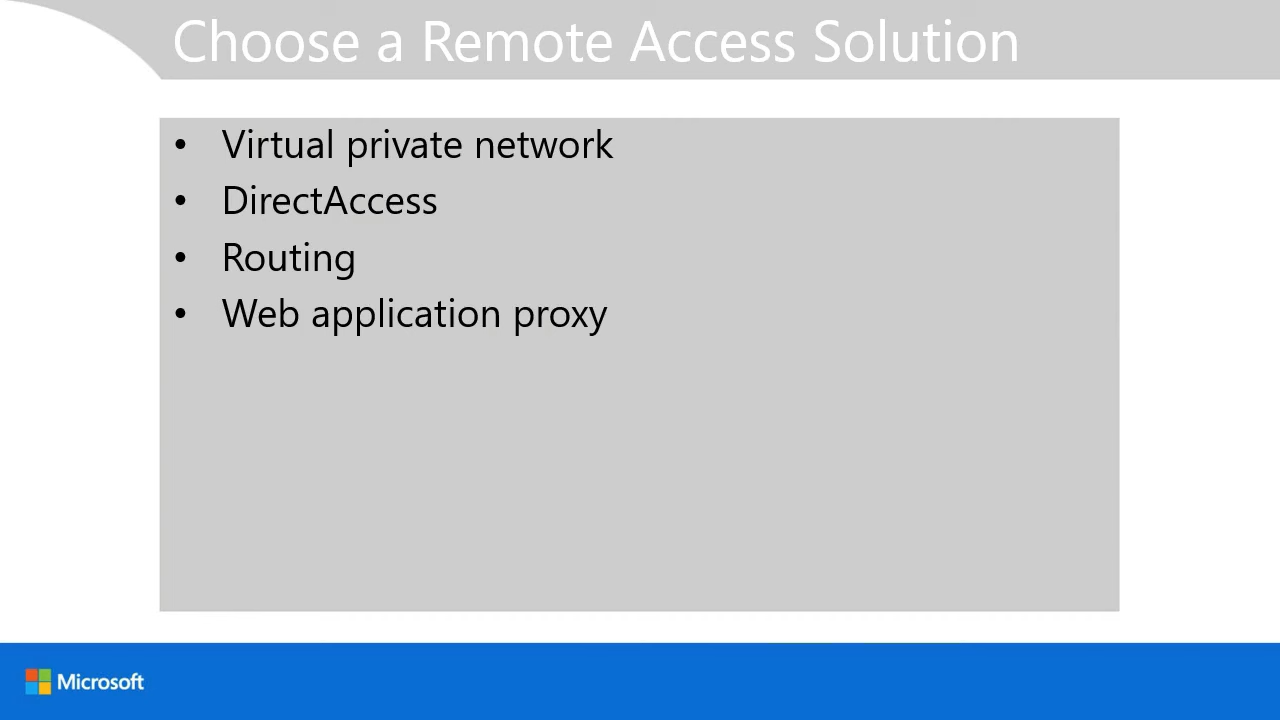 Choose a Remote Access Solution
• Virtual private network
• DirectAccess
• Routing
• Web application proxy
Microsoft